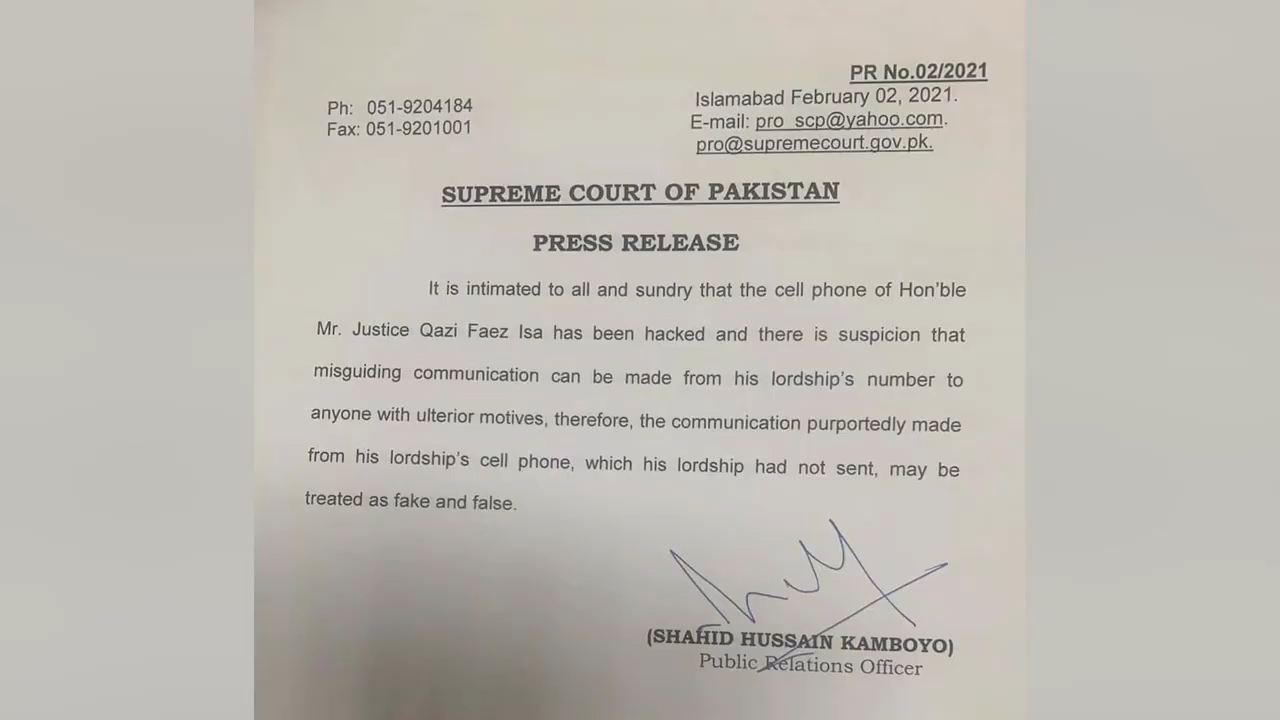 PR No.02/2021
Ph: 051-9204184
Fax: 051-9201001
Islamabad February 02, 2021.
E-mail: pro_scp@yahoo.com.
pro@supremecourt.gov.pk.
SUPREME COURT OF PAKISTAN
PRESS RELEASE
It is intimated to all and sundry that the cell phone of Hon'ble
Mr. Justice Qazi Faez Isa has been hacked and there is suspicion that
misguiding communication can be made from his lordship's number to
anyone with ulterior motives, therefore, the communication purportedly made
from his lordship's cell phone, which his lordship had not sent, may be
treated as fake and false.
(SHAHID HUSSAIN KAMBOYO)
Public Relations Officer